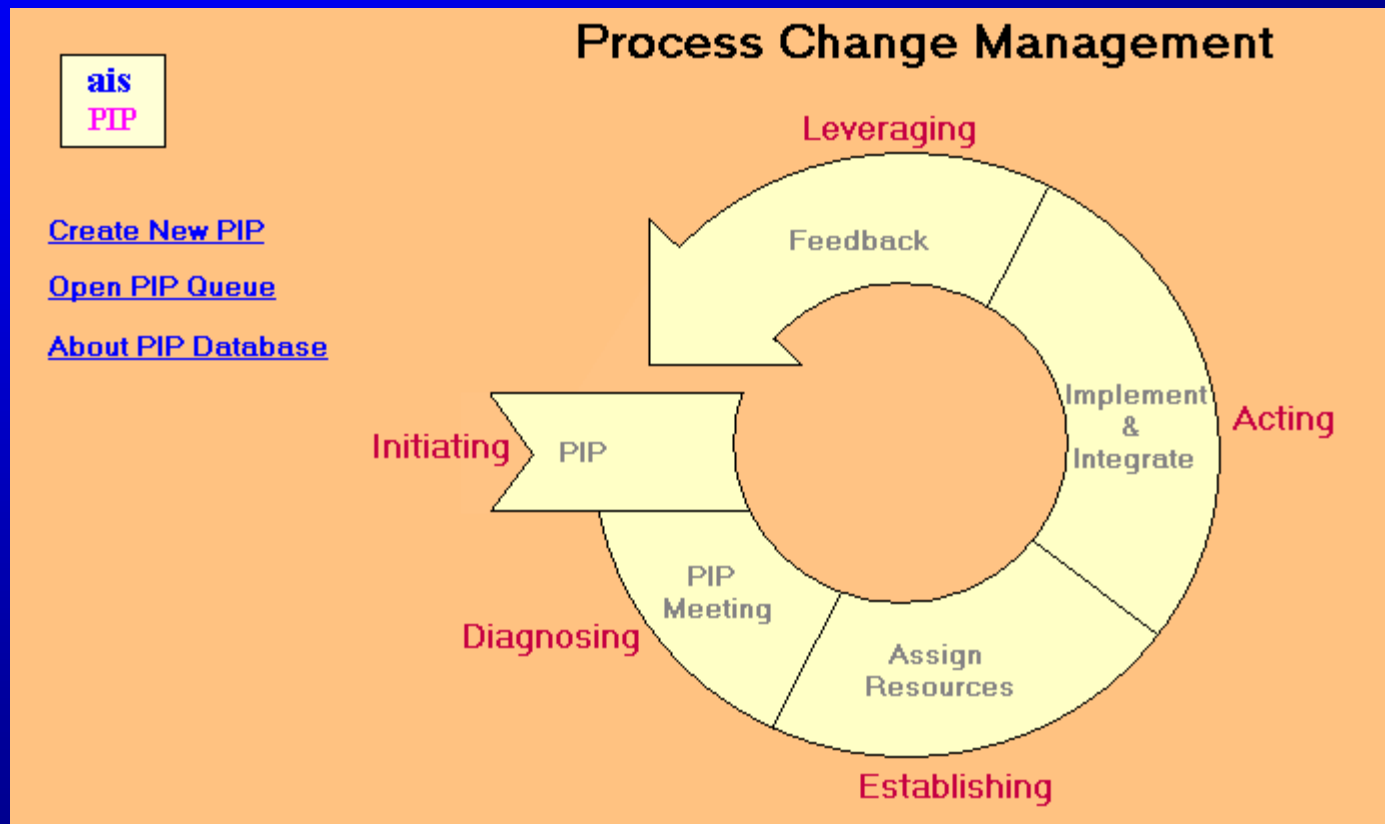 Process Change Management
ais
PIP
Create New PIP
Open PIP Queue
About PIP Database
Leveraging
Feedback
Implement
&
Integrate
Acting
Initiating
PIP
PIP
Meeting
Diagnosing
Assign
Resources
Establishing